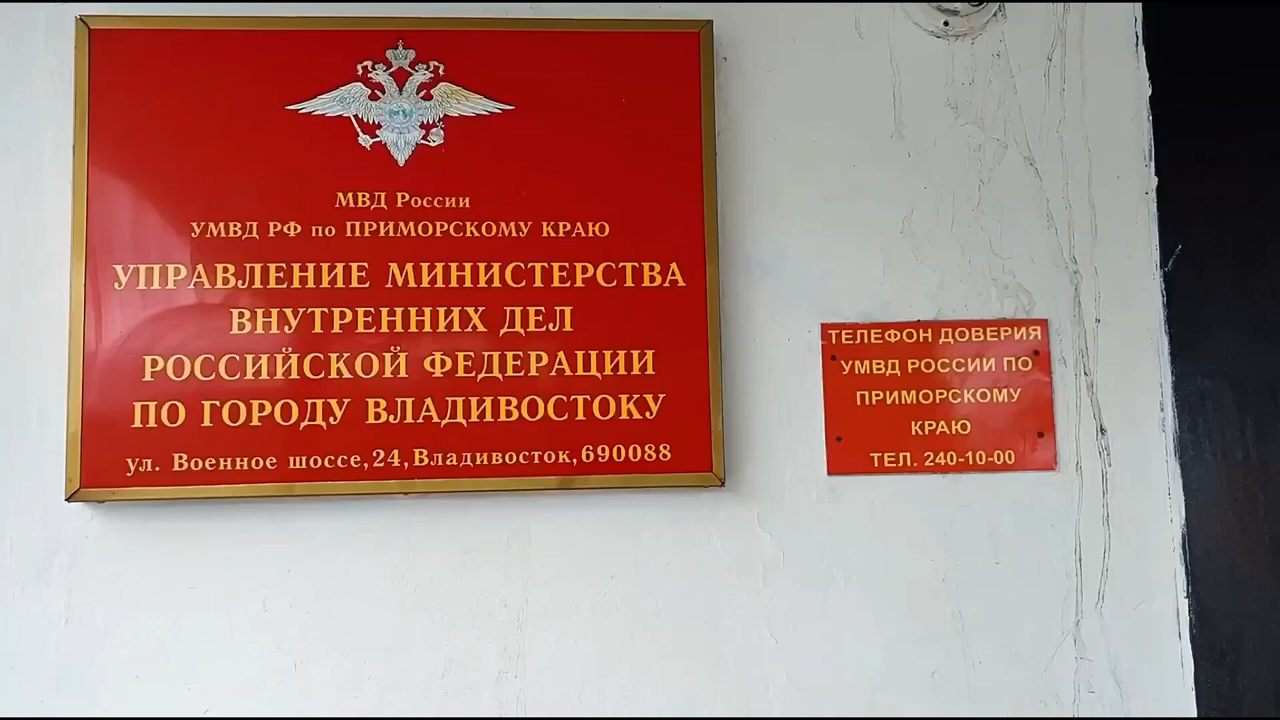 МВД России
УМВД РФ по ПРИМОРСКОМУ КРАЮ
УПРАВЛЕНИЕ МИНИСТЕРСТВА
ВНУТРЕННИХ ДЕЛ
РОССИЙСКОЙ ФЕДЕРАЦИИ
ПО ГОРОДУ ВЛАДИВОСТОКУ
ул. Военное шоссе,24,Владивосток,690088
ТЕЛЕФОН ДОВЕРИЯ
УМВД РОССИИ ПО
ПРИМОРСКОМУ
КРАЮ
ТЕЛ. 240-10-00